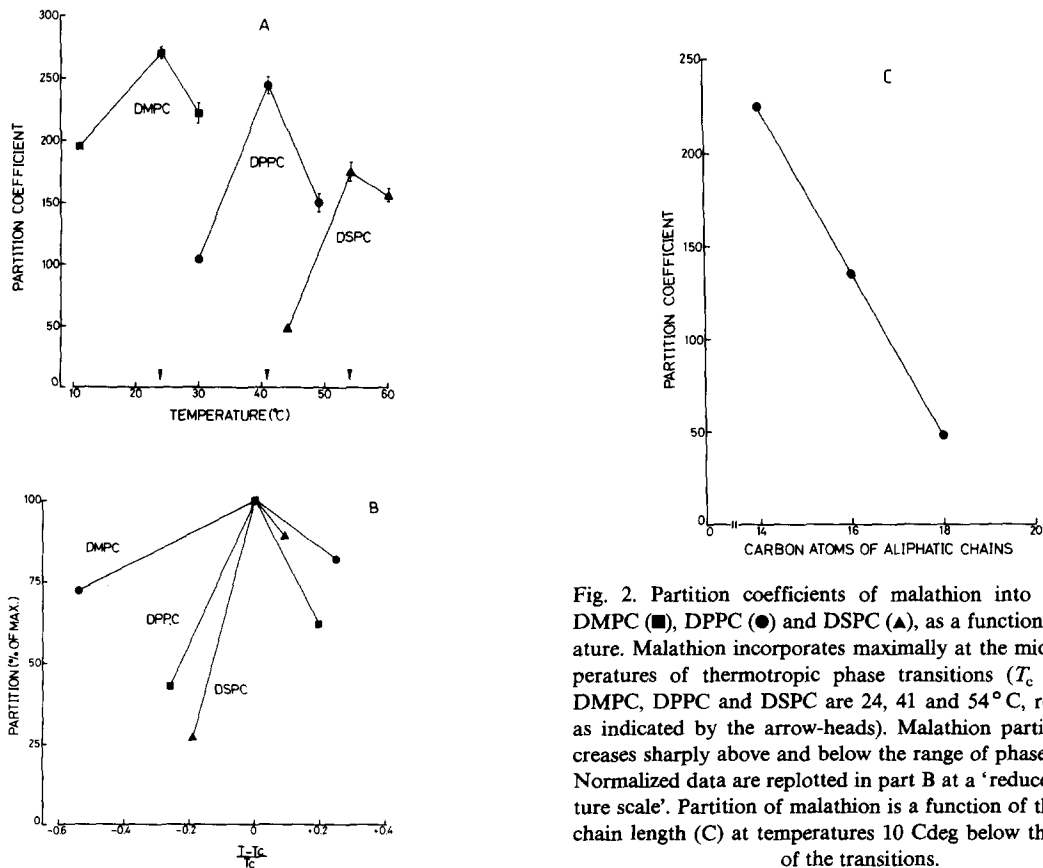 A
300
250
200
150
100
50
0
PARTITION COEFFICIENT
DMPC
DPPC
DSPC
10 20 30 40 50 60
TEMPERATURE (°C)
B
100
75
50
25
0
PARTITION (% OF MAX.)
DMPC
DPPC
DSPC
-0.6 -0.4 -0.2 0 +0.2 +0.4
T-Tc
Tc
C
250
200
150
100
50
0
PARTITION COEFFICIENT
0 14 16 18 20
CARBON ATOMS OF ALIPHATIC CHAINS
Fig. 2. Partition coefficients of malathion into
DMPC (■), DPPC (●) and DSPC (▲), as a function
ature. Malathion incorporates maximally at the mid
peratures of thermotropic phase transitions (Tc
DMPC, DPPC and DSPC are 24, 41 and 54°C, re
as indicated by the arrow-heads). Malathion parti
creases sharply above and below the range of phase
Normalized data are replotted in part B at a 'reduce
ture scale'. Partition of malathion is a function of th
chain length (C) at temperatures 10 Cdeg below th
of the transitions.